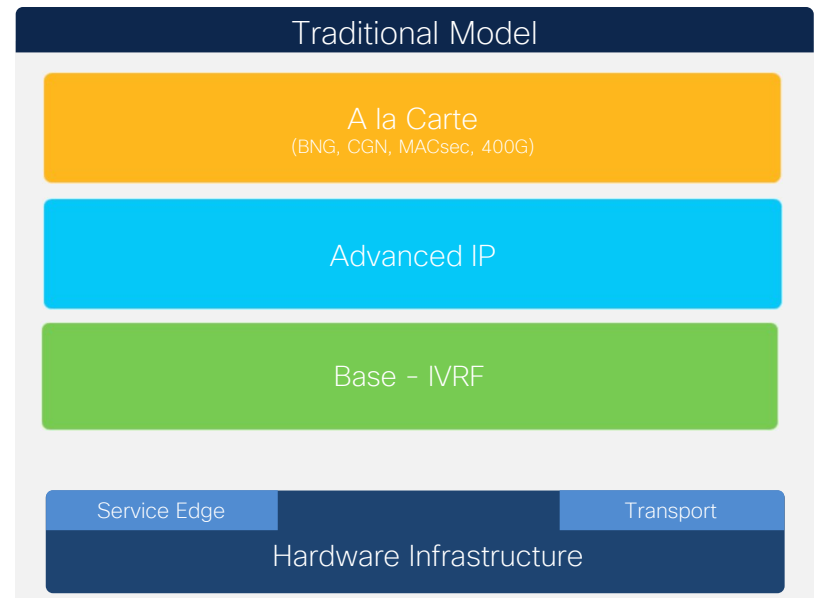 Traditional Model
A la Carte
(BNG, CGN, MACsec, 400G)
Advanced IP
Base - IVRF
Service Edge
Transport
Hardware Infrastructure